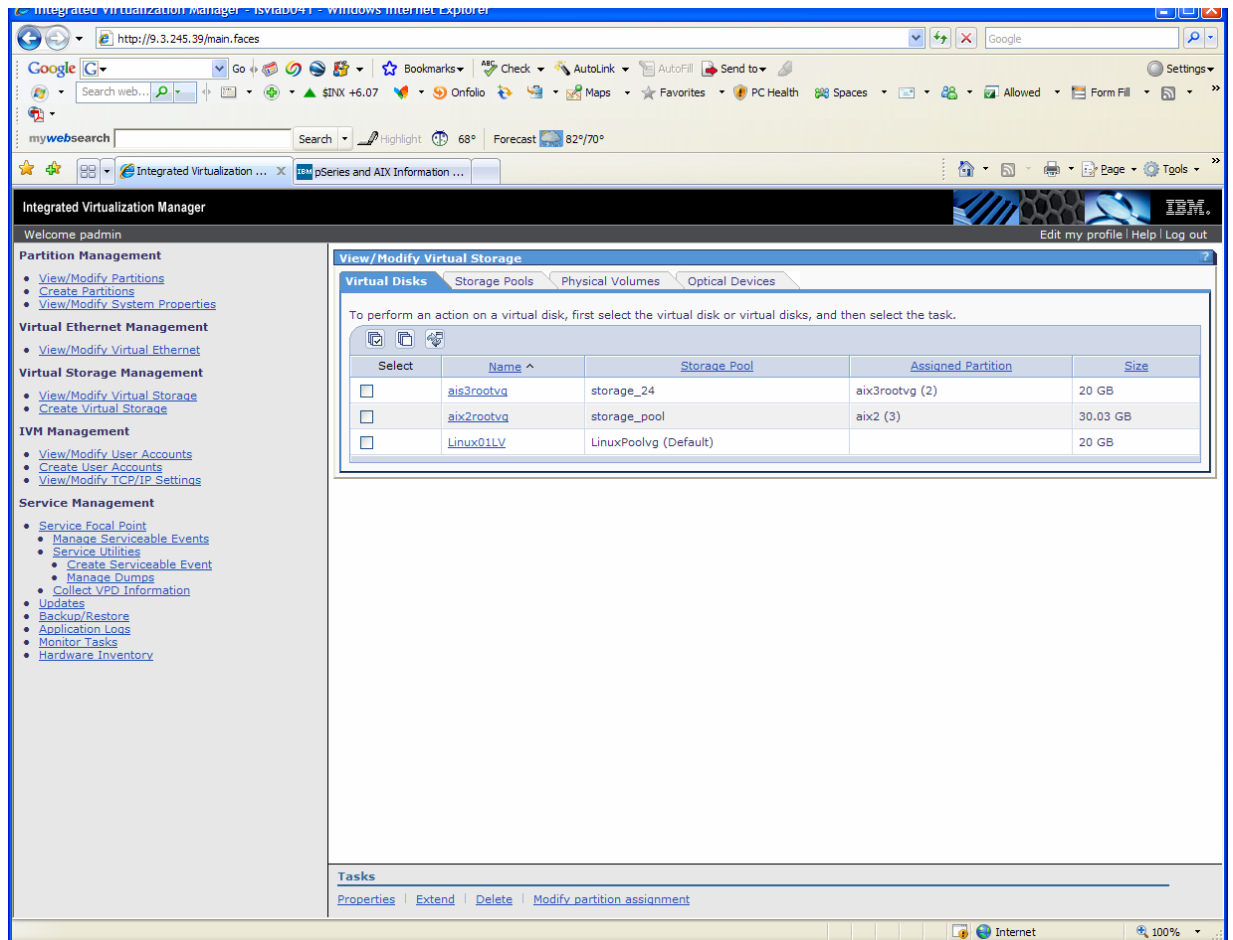 Integrated Virtualization Manager - isvlab041 - Windows Internet Explorer
http://9.3.245.39/main.faces
Google
Google G Go Bookmarks ABC Check AutoLink AutoFill Send to Settings
Search web... $INX +6.07 Onfolio Maps Favorites PC Health Spaces Allowed Form Fill »
mywebsearch Search Highlight 68° Forecast 82°/70°
Integrated Virtualization ... X IBM pSeries and AIX Information ... Page Tools »
Integrated Virtualization Manager IBM.
Welcome padmin Edit my profile | Help | Log out
Partition Management
View/Modify Partitions
Create Partitions
View/Modify System Properties
Virtual Ethernet Management
View/Modify Virtual Ethernet
Virtual Storage Management
View/Modify Virtual Storage
Create Virtual Storage
IVM Management
View/Modify User Accounts
Create User Accounts
View/Modify TCP/IP Settings
Service Management
Service Focal Point
Manage Serviceable Events
Service Utilities
Create Serviceable Event
Manage Dumps
Collect VPD Information
Updates
Backup/Restore
Application Logs
Monitor Tasks
Hardware Inventory
View/Modify Virtual Storage ?
Virtual Disks Storage Pools Physical Volumes Optical Devices
To perform an action on a virtual disk, first select the virtual disk or virtual disks, and then select the task.
Select Name ^ Storage Pool Assigned Partition Size
ais3rootvg storage_24 aix3rootvg (2) 20 GB
aix2rootvg storage_pool aix2 (3) 30.03 GB
Linux01LV LinuxPoolvg (Default) 20 GB
Tasks
Properties | Extend | Delete | Modify partition assignment
Internet 100%